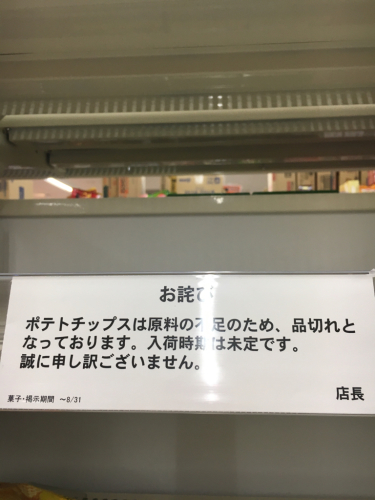 お詫び
ポテトチップスは原料の不足のため、品切れと
なっております。入荷時期は未定です。
誠に申し訳ございません。
店長
菓子・掲示期間 ～8/31